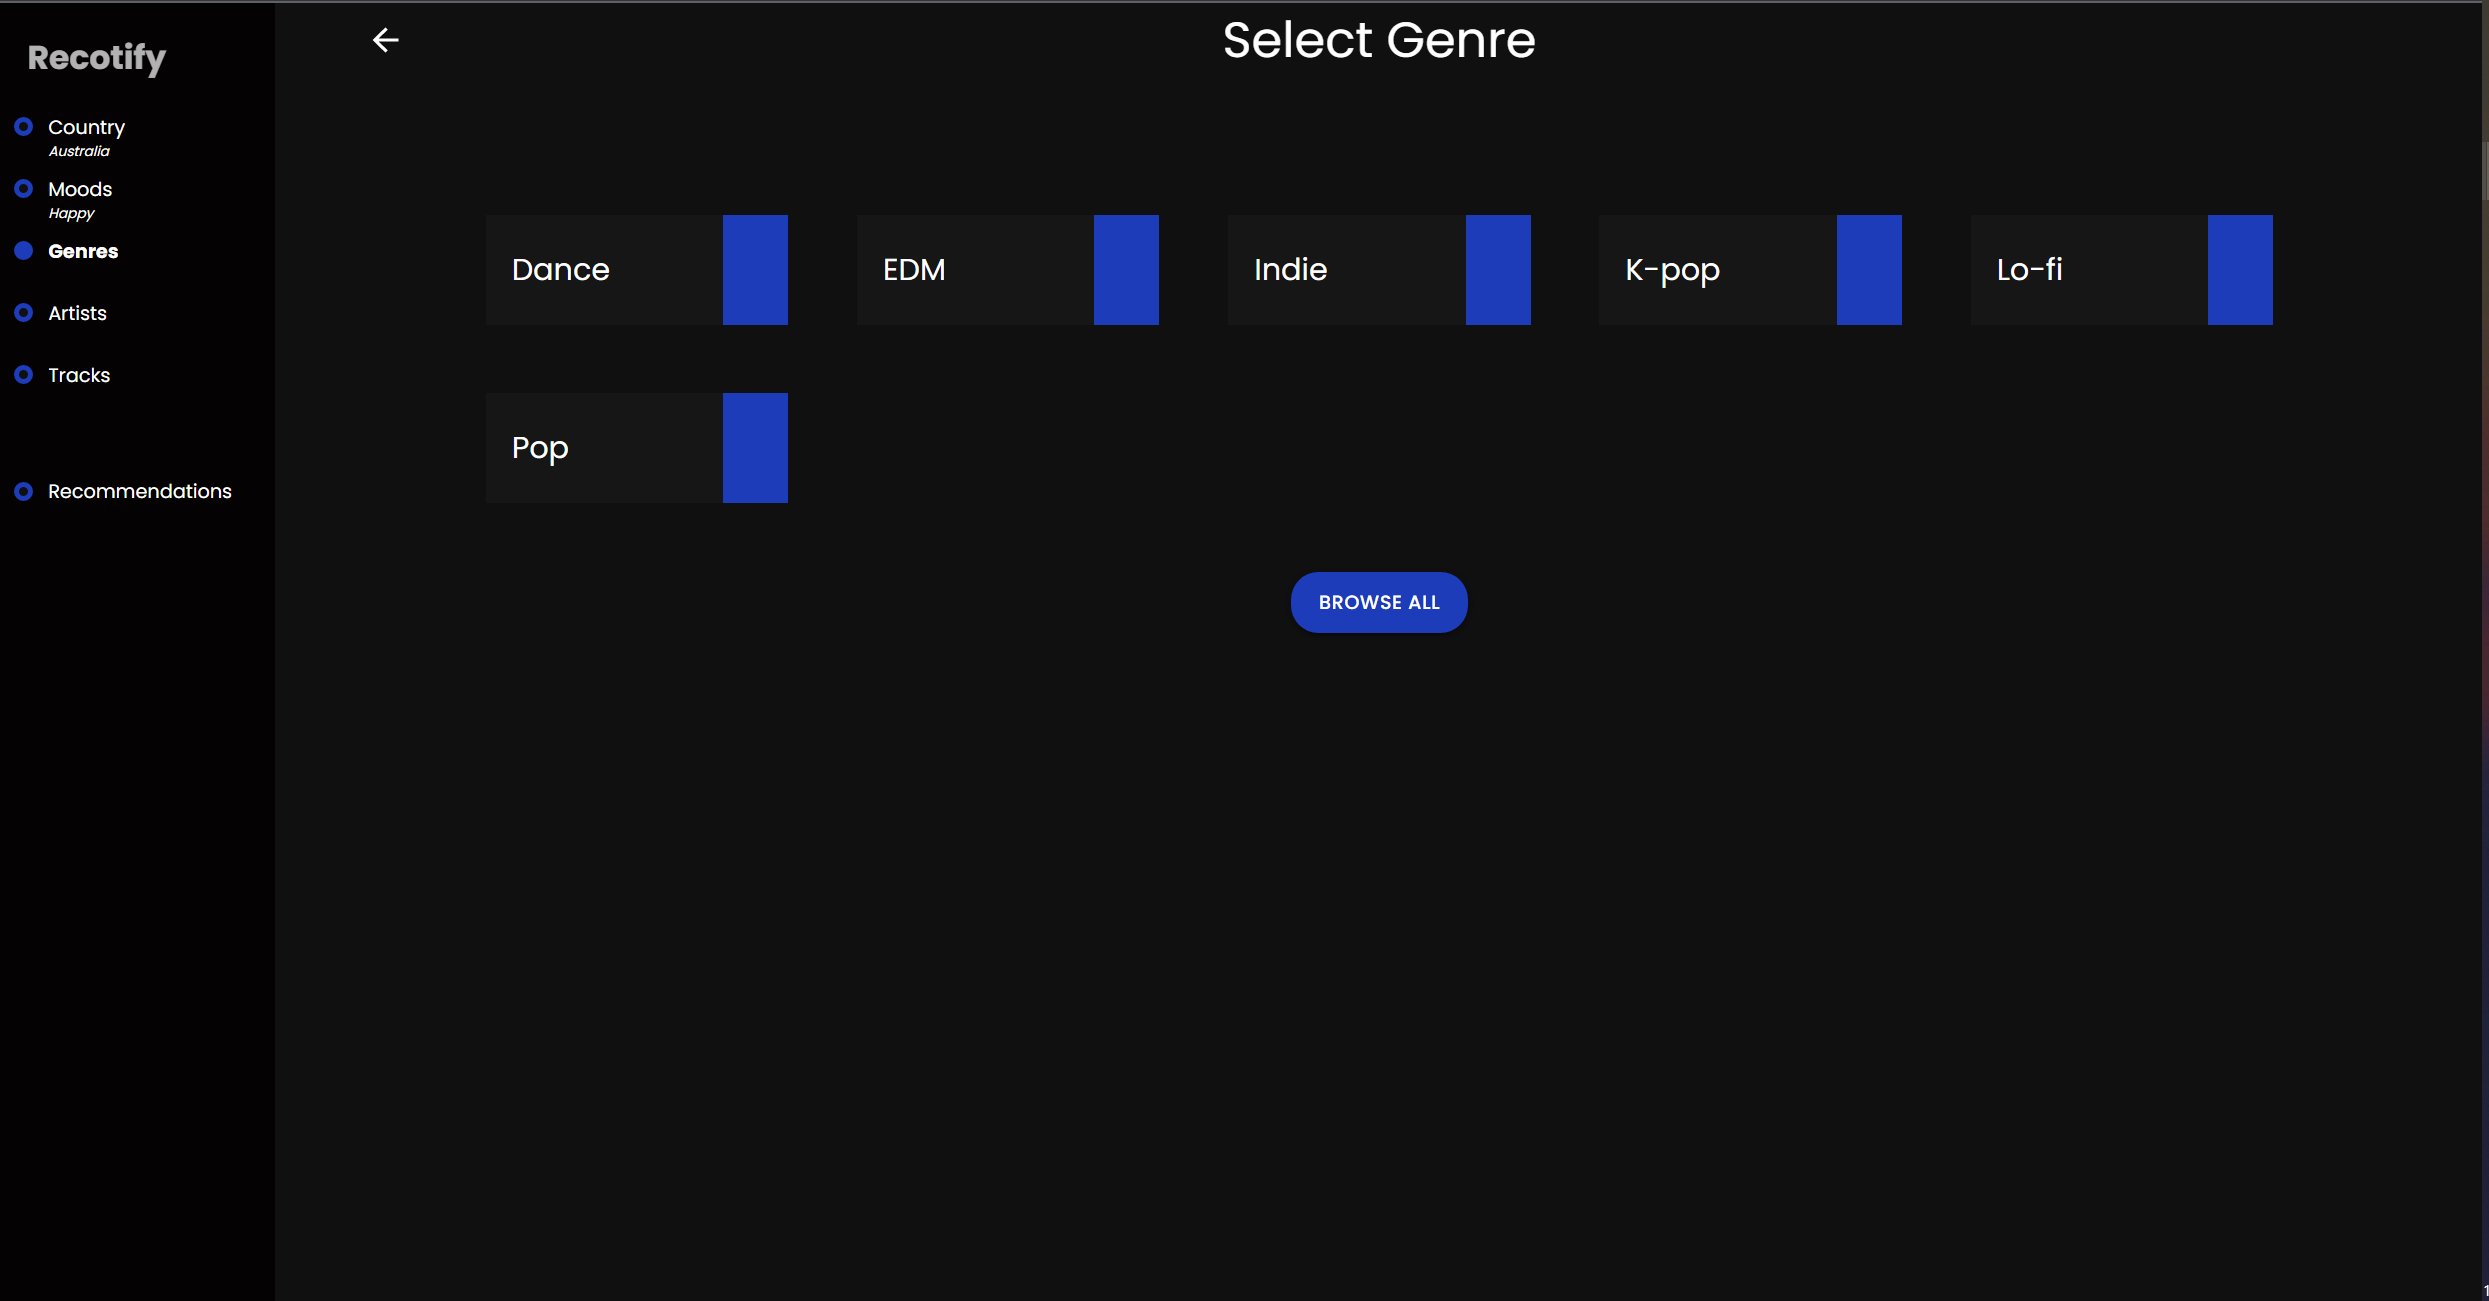 Recotify
Country
Australia
Moods
Happy
Genres
Artists
Tracks
Recommendations
Select Genre
Dance
EDM
Indie
K-pop
Lo-fi
Pop
BROWSE ALL